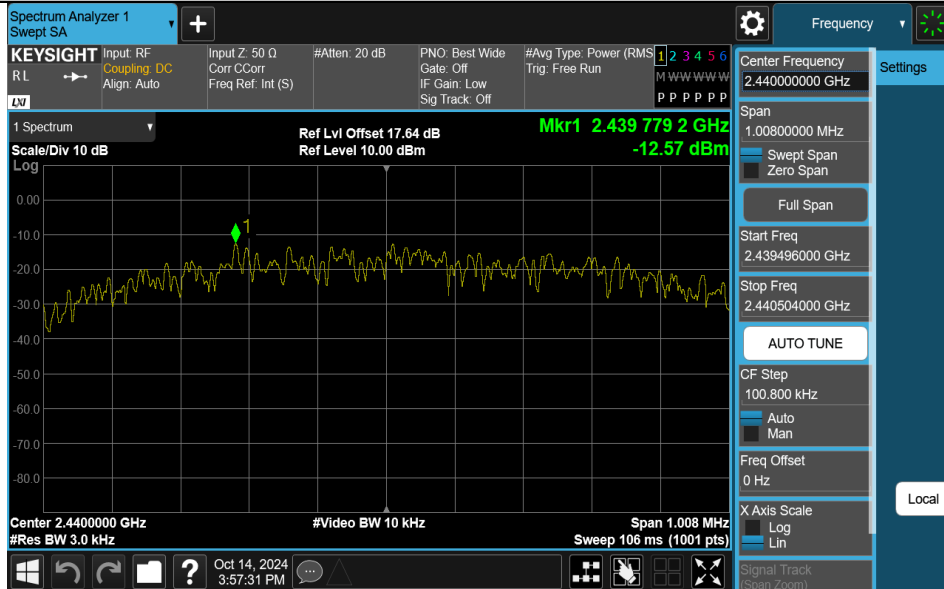 Spectrum Analyzer 1
Swept SA
+
Frequency
KEYSIGHT
RL
LXI
Input: RF
Coupling: DC
Align: Auto
Input Z: 50 Ω
Corr CCorr
Freq Ref: Int (S)
#Atten: 20 dB
PNO: Best Wide
Gate: Off
IF Gain: Low
Sig Track: Off
#Avg Type: Power (RMS
Trig: Free Run
1 2 3 4 5 6
M W W W W W
P P P P P P
1 Spectrum
Scale/Div 10 dB
Log
Ref Lvl Offset 17.64 dB
Ref Level 10.00 dBm
Mkr1 2.439 779 2 GHz
-12.57 dBm
1
0.00
-10.0
-20.0
-30.0
-40.0
-50.0
-60.0
-70.0
-80.0
Center 2.4400000 GHz
#Res BW 3.0 kHz
#Video BW 10 kHz
Span 1.008 MHz
Sweep 106 ms (1001 pts)
Center Frequency
2.440000000 GHz
Settings
Span
1.00800000 MHz
Swept Span
Zero Span
Full Span
Start Freq
2.439496000 GHz
Stop Freq
2.440504000 GHz
AUTO TUNE
CF Step
100.800 kHz
Auto
Man
Freq Offset
0 Hz
Local
X Axis Scale
Log
Lin
Signal Track
(Span Zoom)
?
Oct 14, 2024
3:57:31 PM